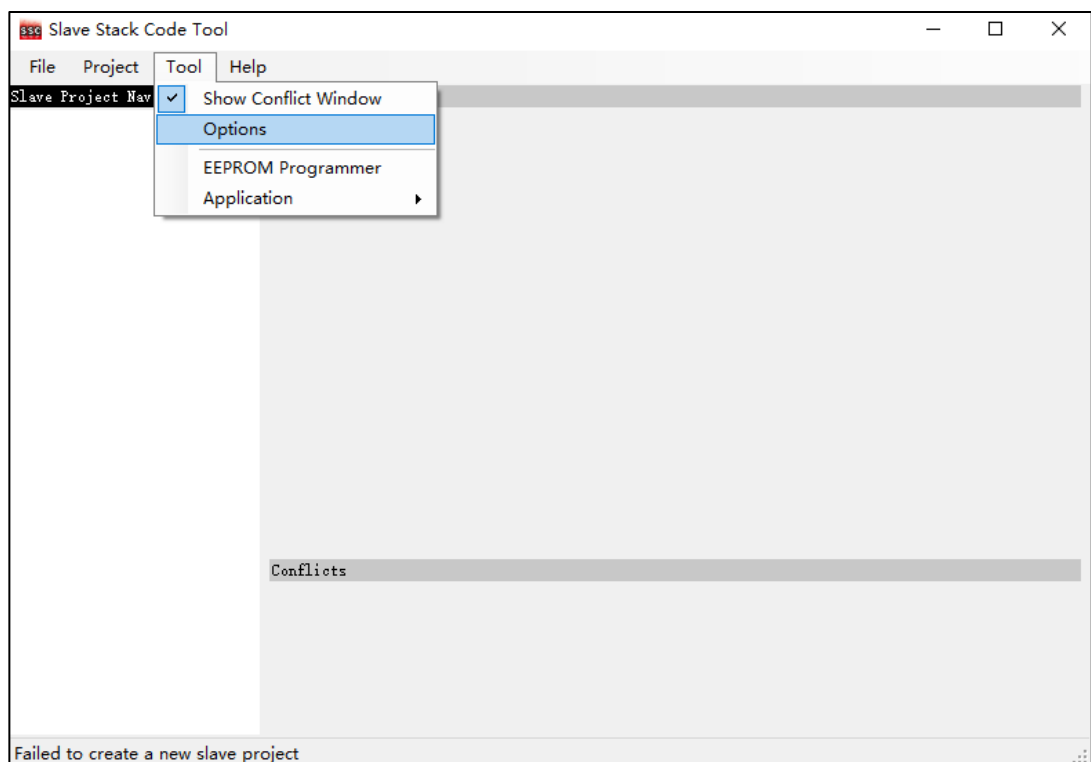 ssc Slave Stack Code Tool
File Project Tool Help
Slave Project Nav
Show Conflict Window
Options
EEPROM Programmer
Application
Conflicts
Failed to create a new slave project